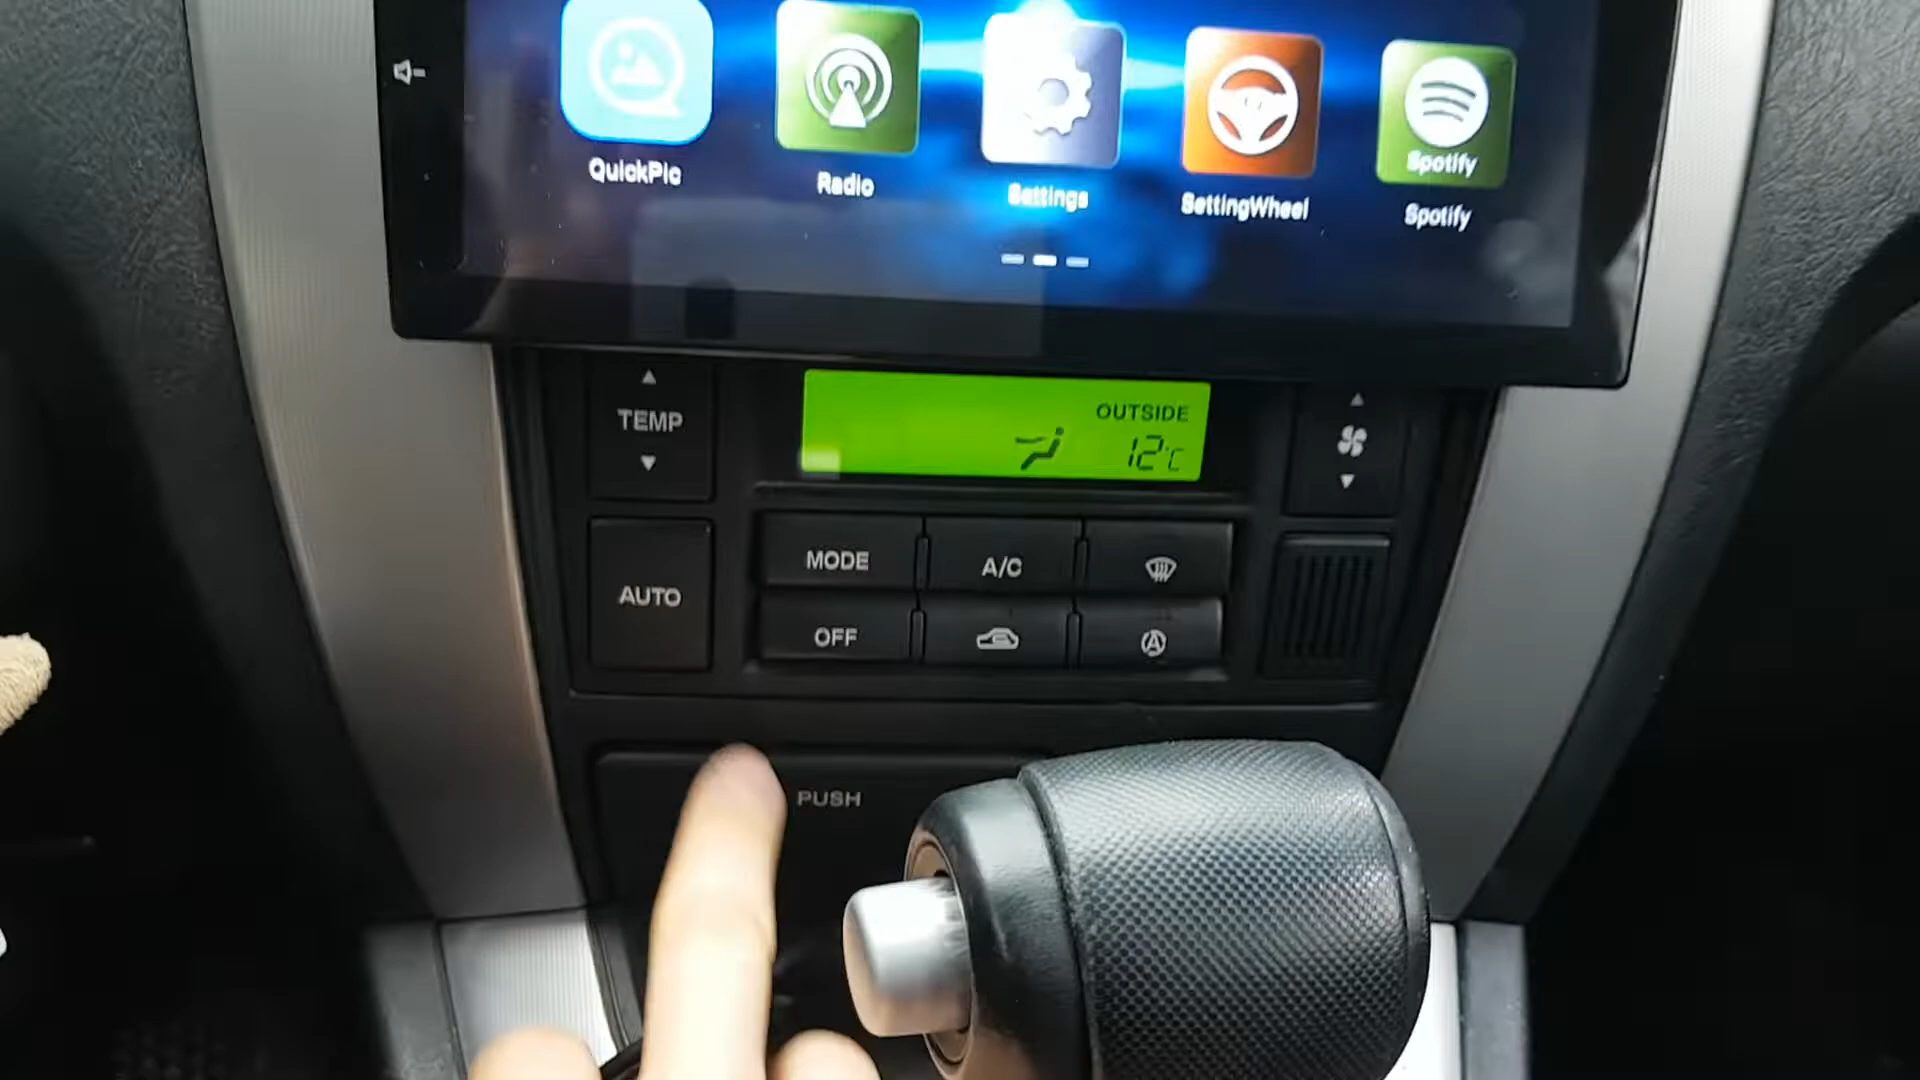 QuickPic
Radio
Settings
SettingWheel
Spotify
Spotify
TEMP
OUTSIDE
12°C
MODE
A/C
AUTO
OFF
PUSH